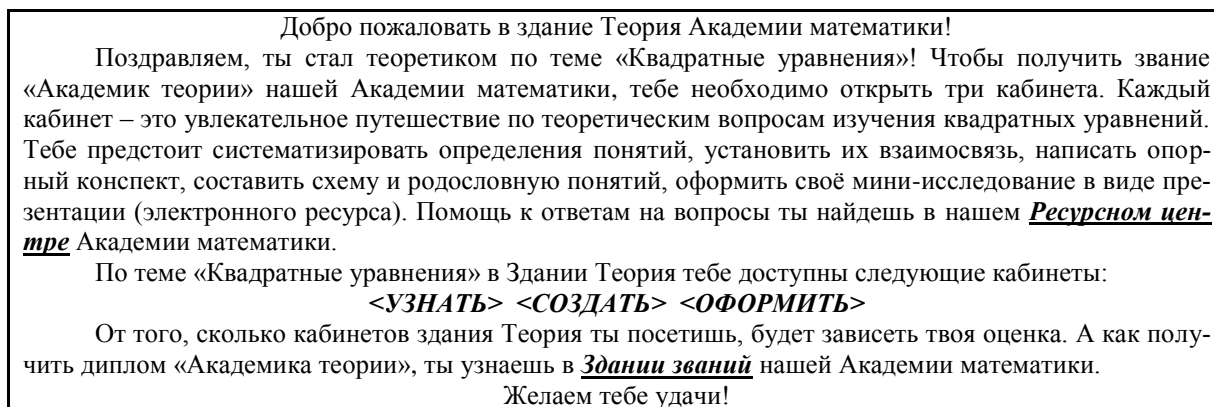 Добро пожаловать в здание Теория Академии математики!
Поздравляем, ты стал теоретиком по теме «Квадратные уравнения»! Чтобы получить звание
«Академик теории» нашей Академии математики, тебе необходимо открыть три кабинета. Каждый
кабинет – это увлекательное путешествие по теоретическим вопросам изучения квадратных уравнений.
Тебе предстоит систематизировать определения понятий, установить их взаимосвязь, написать опор-
ный конспект, составить схему и родословную понятий, оформить своё мини-исследование в виде пре-
зентации (электронного ресурса). Помощь к ответам на вопросы ты найдешь в нашем Ресурсном цен-
тре Академии математики.
По теме «Квадратные уравнения» в Здании Теория тебе доступны следующие кабинеты:
<УЗНАТЬ> <СОЗДАТЬ> <ОФОРМИТЬ>
От того, сколько кабинетов здания Теория ты посетишь, будет зависеть твоя оценка. А как полу-
чить диплом «Академика теории», ты узнаешь в Здании званий нашей Академии математики.
Желаем тебе удачи!